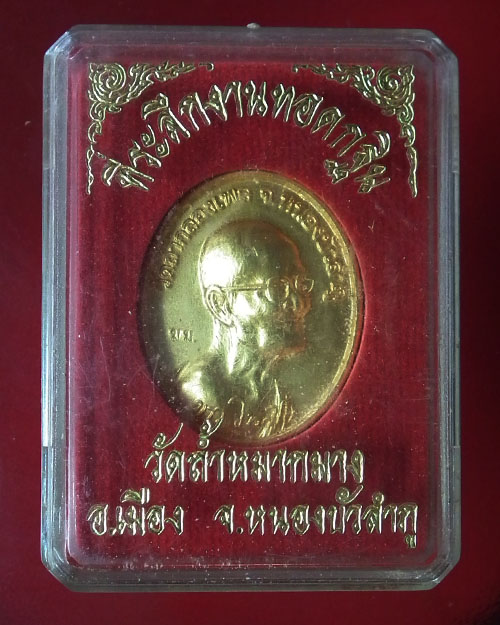 ที่ระลึกงานทอดกฐิน
วัดถ้ำหมากมาง
อ.เมือง จ.หนองบัวลำภู